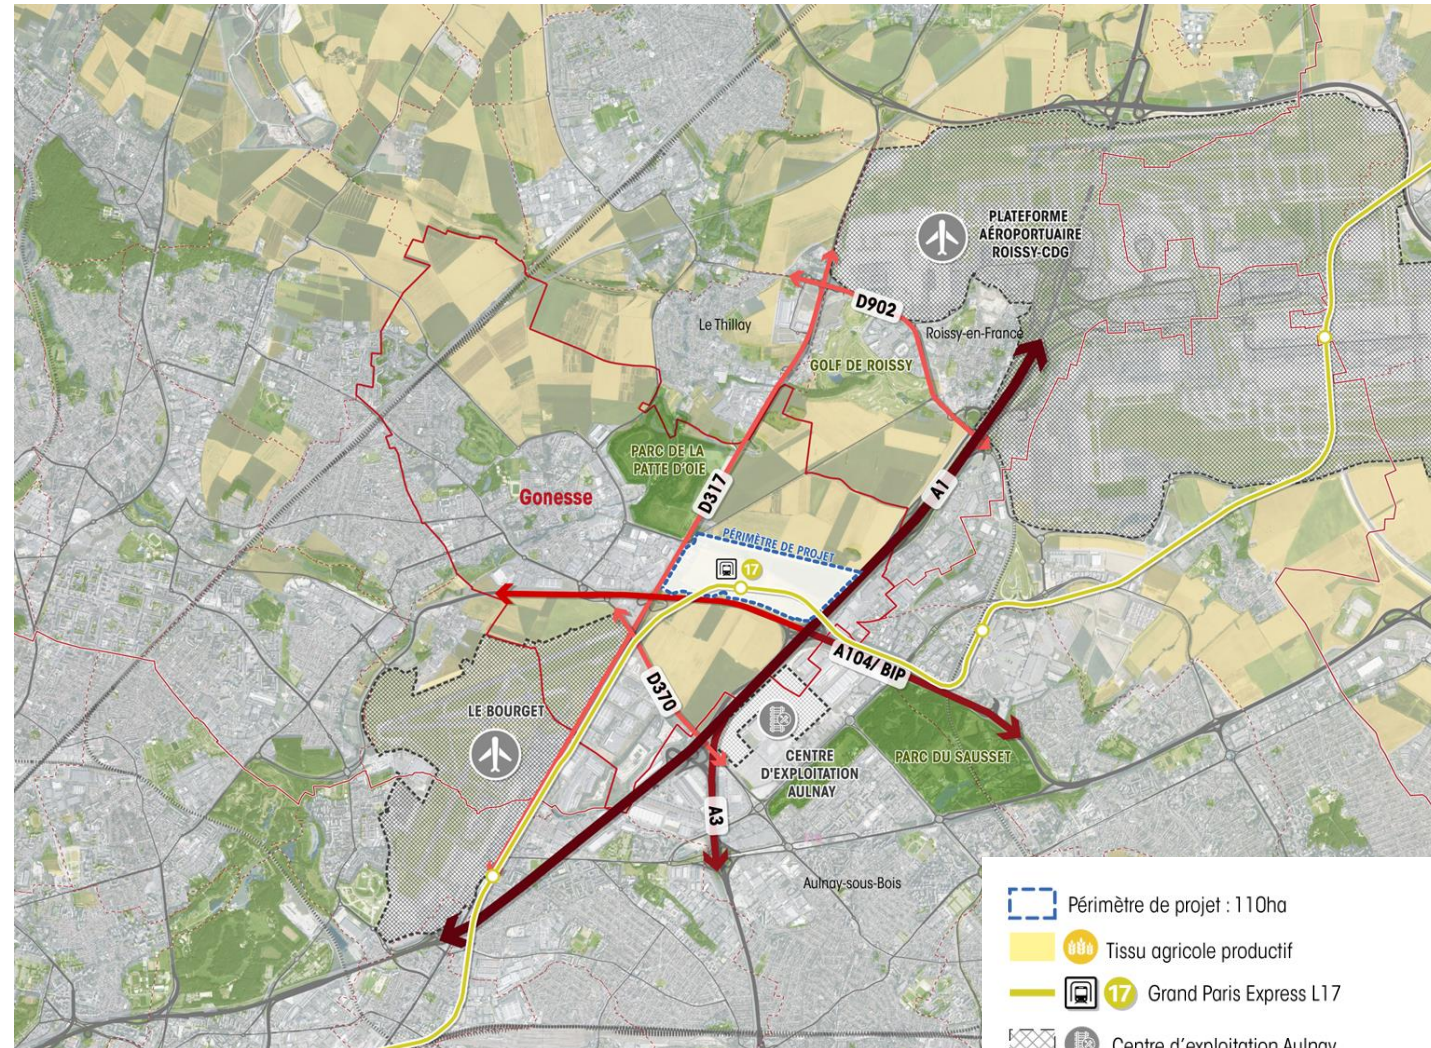 PLATEFORME
AÉROPORTUAIRE
ROISSY-CDG
D902
Le Thillay
Roissy-en-France
GOLF DE ROISSY
PARC DE LA
PATTE D'OIE
Gonesse
D317
A1
PÉRIMÈTRE DE PROJET
17
A104/ BIP
D370
LE BOURGET
CENTRE
D'EXPLOITATION
AULNAY
PARC DU SAUSSET
A3
Aulnay-sous-Bois
Périmètre de projet : 110ha
Tissu agricole productif
17 Grand Paris Express L17
Centre d'exploitation Aulnay